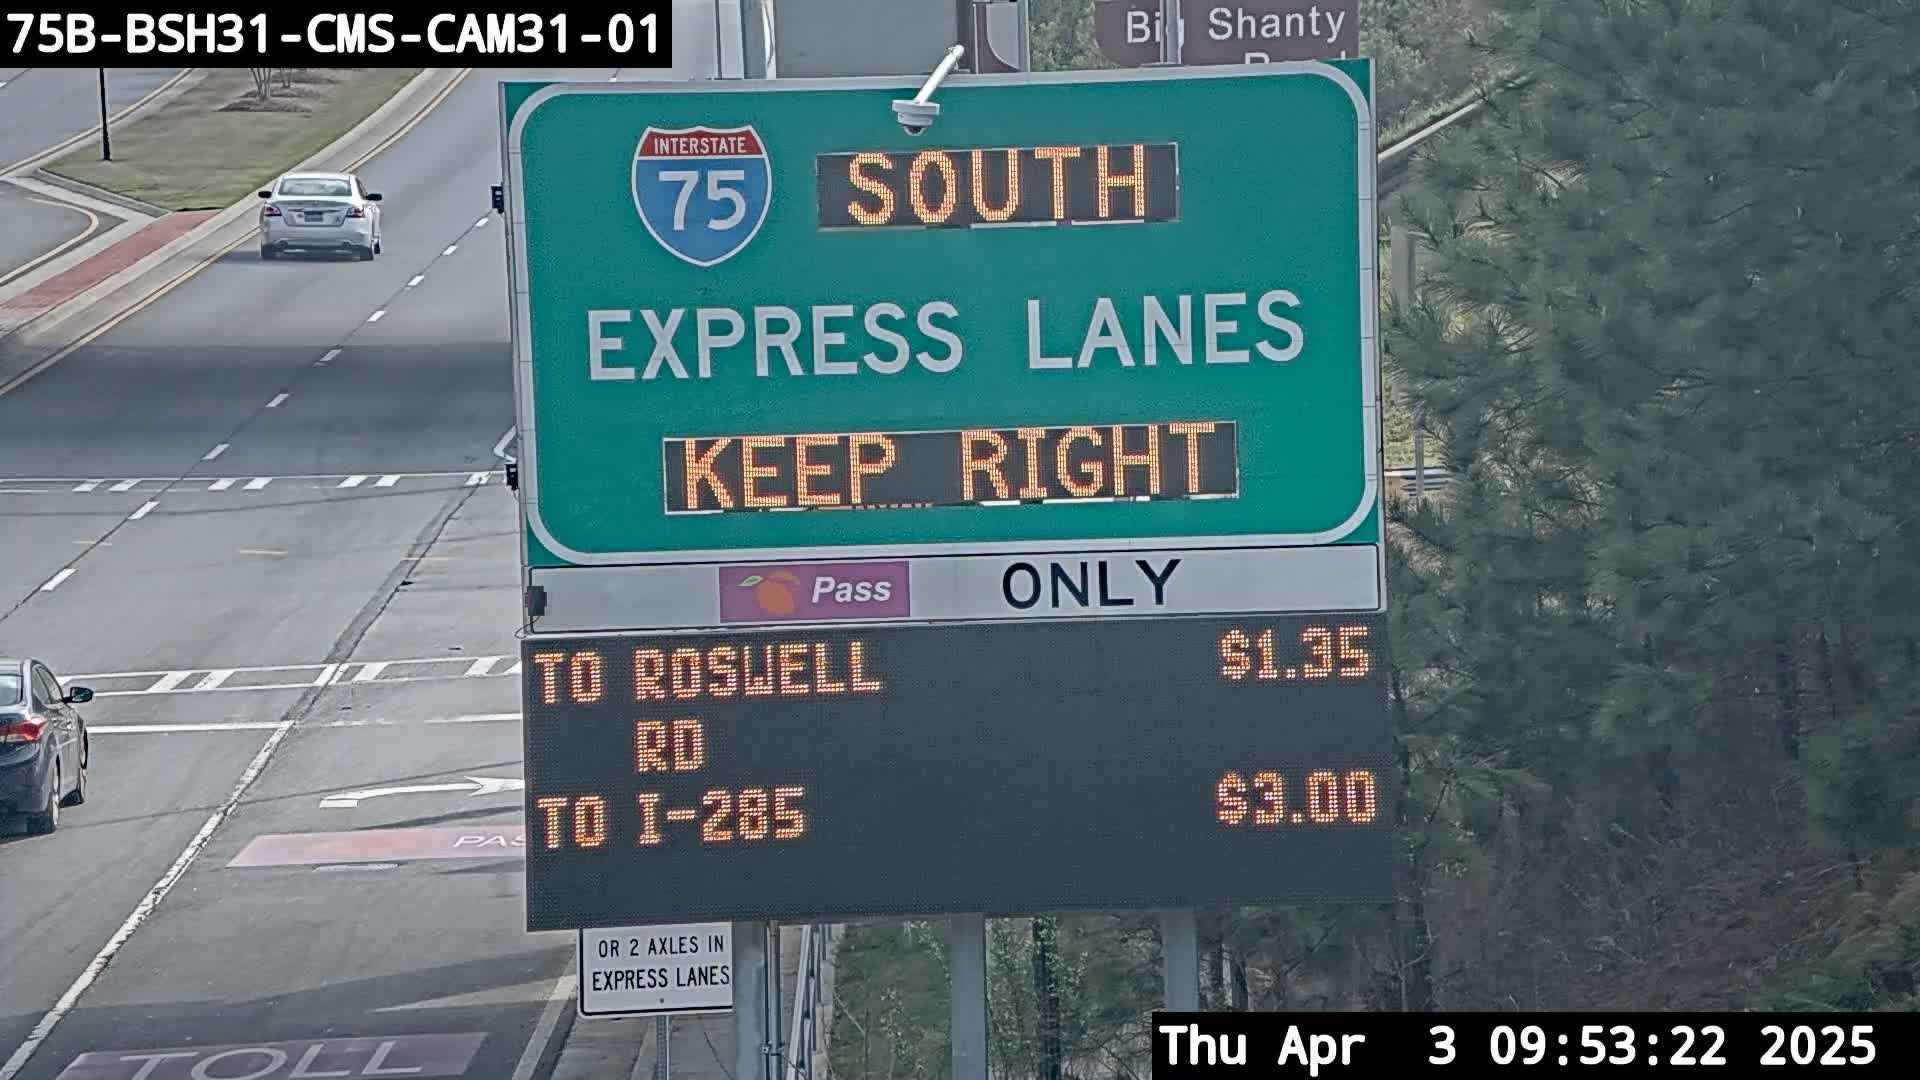 75B-BSH31-CMS-CAM31-01
Big Shanty
INTERSTATE
75
SOUTH
EXPRESS LANES
KEEP RIGHT
Pass ONLY
TO ROSWELL $1.35
RD
TO I-285 $3.00
OR 2 AXLES IN
EXPRESS LANES
TOLL
Thu Apr 3 09:53:22 2025